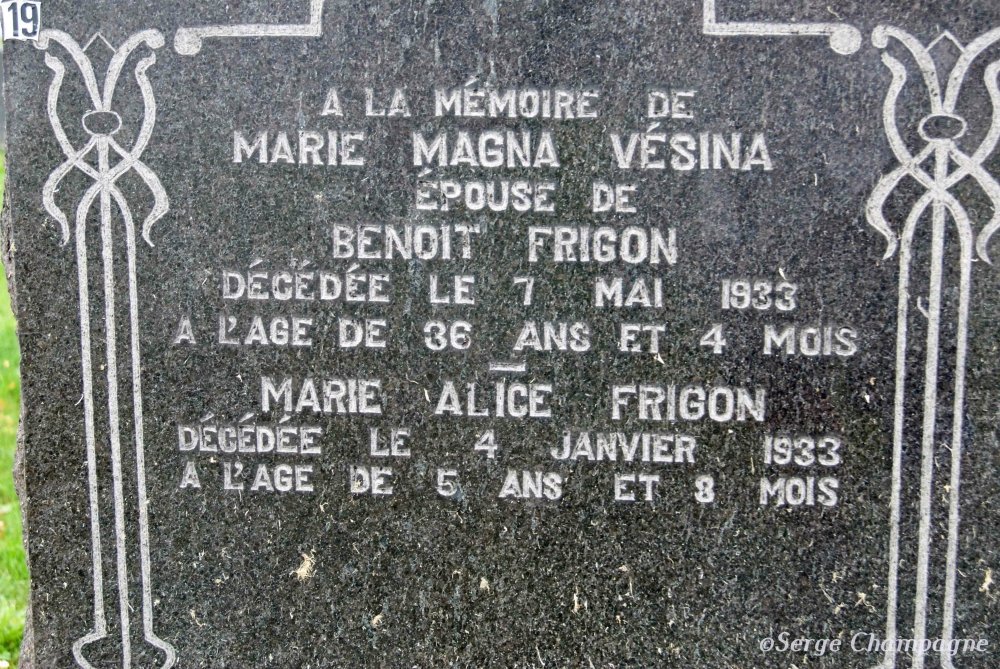 19
A LA MÉMOIRE DE
MARIE MAGNA VÉSINA
ÉPOUSE DE
BENOIT FRIGON
DÉCÉDÉE LE 7 MAI 1933
A L'AGE DE 36 ANS ET 4 MOIS
MARIE ALICE FRIGON
DÉCÉDÉE LE 4 JANVIER 1933
A L'AGE DE 5 ANS ET 8 MOIS
©Serge Champagne